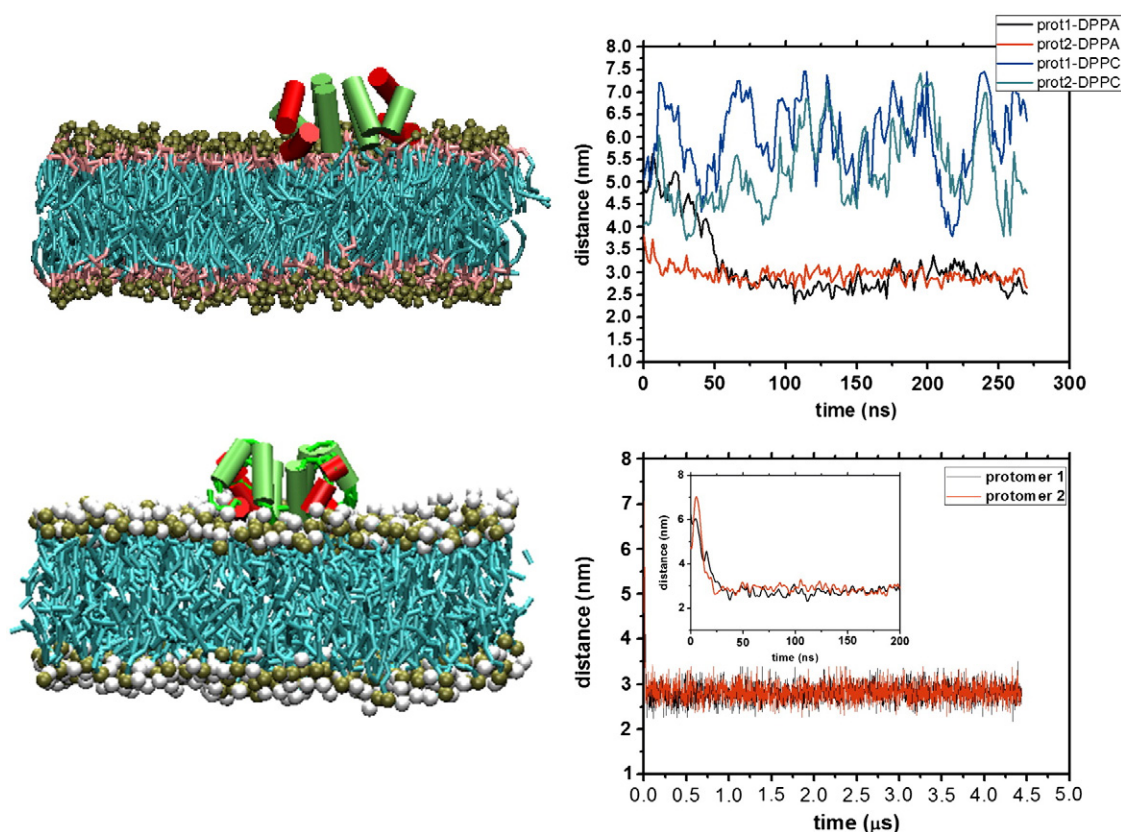 prot1-DPPA
prot2-DPPA
prot1-DPPC
prot2-DPPC
8.0
7.5
7.0
6.5
6.0
5.5
5.0
4.5
4.0
3.5
3.0
2.5
2.0
1.5
1.0
distance (nm)
0 50 100 150 200 250 300
time (ns)
protomer 1
protomer 2
8
7
6
5
4
3
2
1
distance (nm)
8
6
4
2
distance (nm)
0 50 100 150 200
time (ns)
0.0 0.5 1.0 1.5 2.0 2.5 3.0 3.5 4.0 4.5 5.0
time (μs)